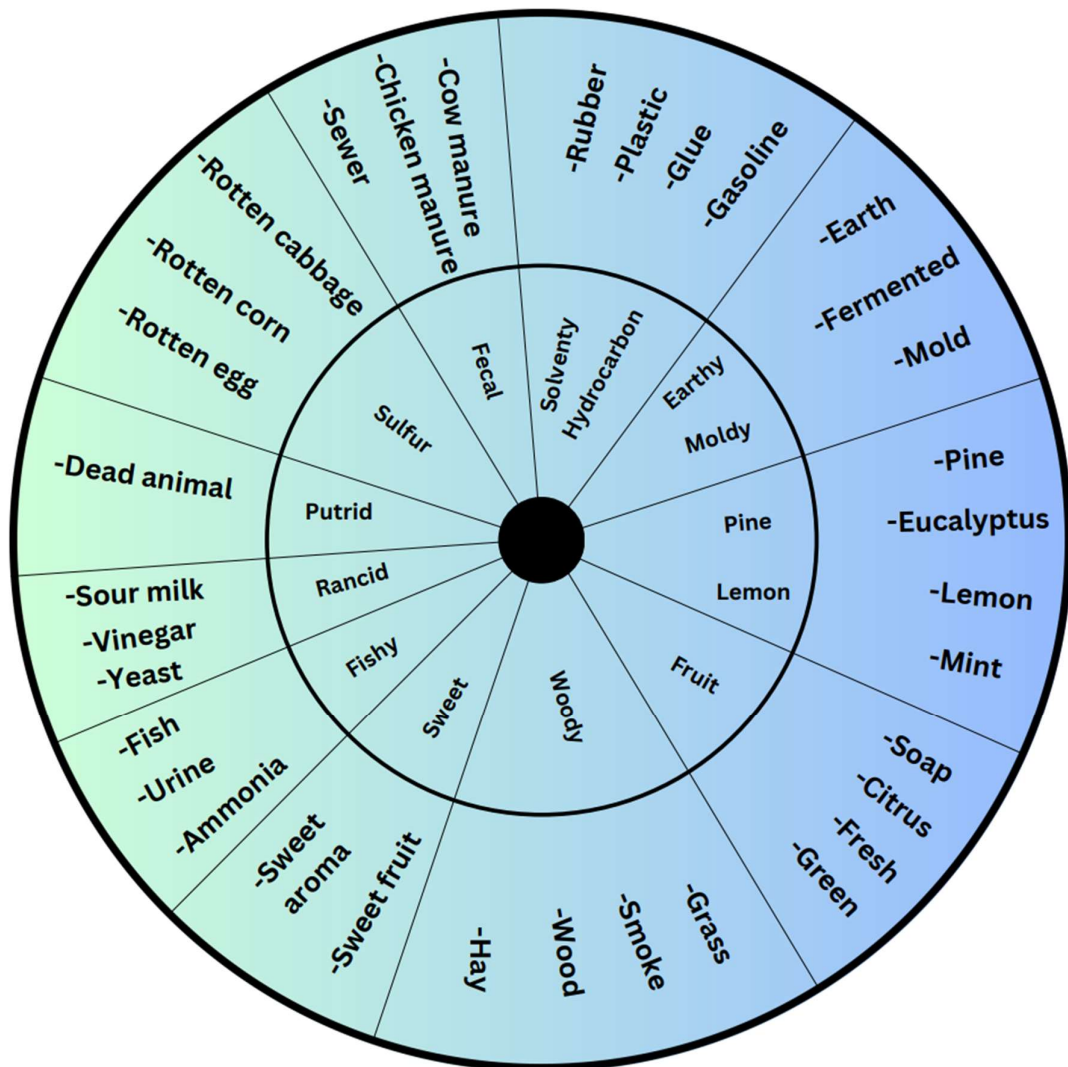 -Rubber
-Plastic
-Glue
-Gasoline
-Earth
-Fermented
-Mold
-Pine
-Eucalyptus
-Lemon
-Mint
-Soap
-Citrus
-Fresh
-Green
-Grass
-Smoke
-Wood
-Hay
-Sweet fruit
-Sweet
aroma
-Ammonia
-Urine
-Fish
-Yeast
-Vinegar
-Sour milk
-Dead animal
-Rotten egg
-Rotten corn
-Rotten cabbage
-Sewer
-Chicken manure
-Cow manure
Solventy
Hydrocarbon
Earthy
Moldy
Pine
Lemon
Fruit
Woody
Sweet
Fishy
Rancid
Putrid
Sulfur
Fecal